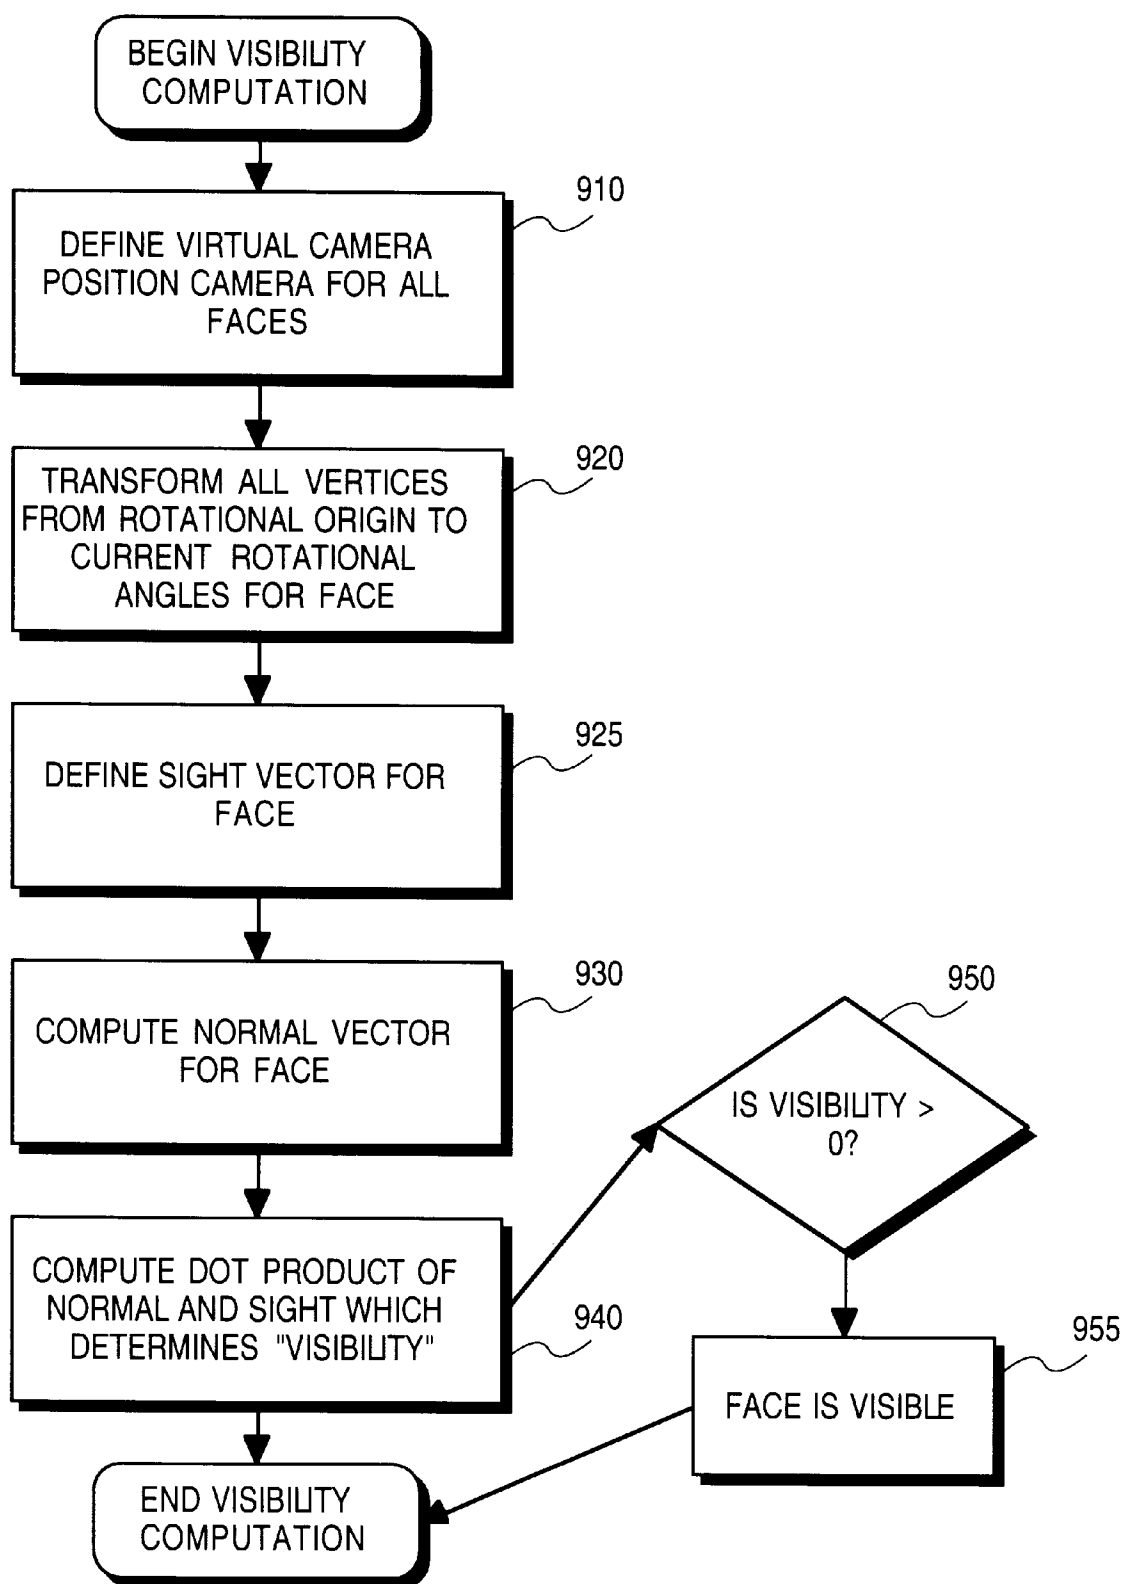 BEGIN VISIBILITY
COMPUTATION
910
DEFINE VIRTUAL CAMERA
POSITION CAMERA FOR ALL
FACES
920
TRANSFORM ALL VERTICES
FROM ROTATIONAL ORIGIN TO
CURRENT ROTATIONAL
ANGLES FOR FACE
925
DEFINE SIGHT VECTOR FOR
FACE
930
COMPUTE NORMAL VECTOR
FOR FACE
950
IS VISIBILITY >
0?
COMPUTE DOT PRODUCT OF
NORMAL AND SIGHT WHICH
DETERMINES "VISIBILITY"
940
955
FACE IS VISIBLE
END VISIBILITY
COMPUTATION